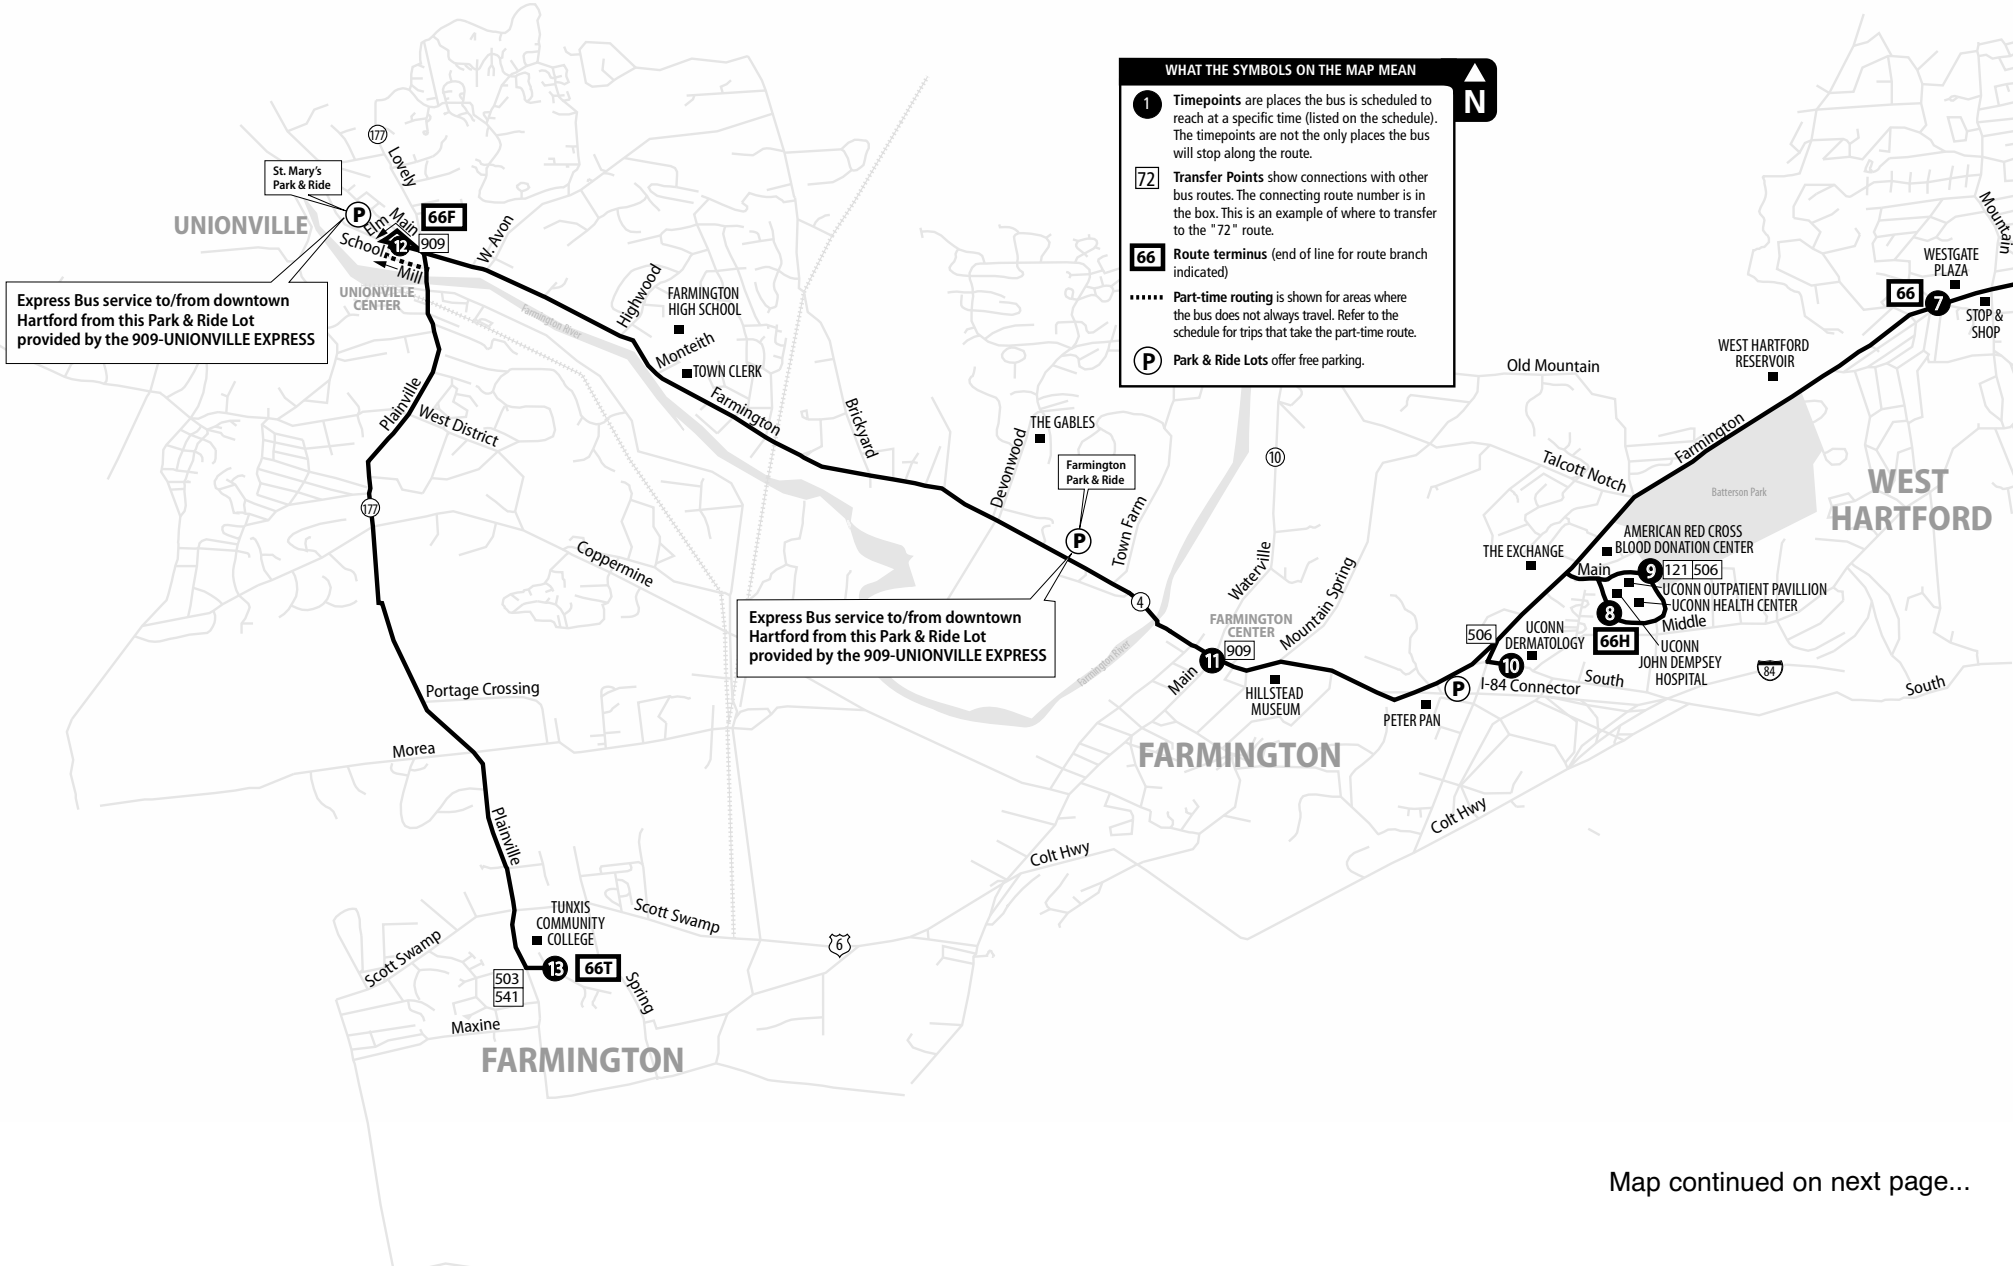 WHAT THE SYMBOLS ON THE MAP MEAN
N
1
Timepoints are places the bus is scheduled to
reach at a specific time (listed on the schedule).
The timepoints are not the only places the bus
will stop along the route.
72
Transfer Points show connections with other
bus routes. The connecting route number is in
the box. This is an example of where to transfer
to the "72" route.
66
Route terminus (end of line for route branch
indicated)
Part-time routing is shown for areas where
the bus does not always travel. Refer to the
schedule for trips that take the part-time route.
P
Park & Ride Lots offer free parking.
177
Lovely
St. Mary's
Park & Ride
P
UNIONVILLE
Elm
Main
66F
School
12
909
Mill
W. Avon
UNIONVILLE
CENTER
Express Bus service to/from downtown
Hartford from this Park & Ride Lot
provided by the 909-UNIONVILLE EXPRESS
Farmington River
Highwood
FARMINGTON
HIGH SCHOOL
Monteith
TOWN CLERK
Farmington
Brickyard
Plainville
West District
177
Coppermine
Devonwood
THE GABLES
Farmington
Park & Ride
P
Town Farm
4
Express Bus service to/from downtown
Hartford from this Park & Ride Lot
provided by the 909-UNIONVILLE EXPRESS
Farmington River
10
Waterville
FARMINGTON
CENTER
Mountain Spring
11
909
Main
HILLSTEAD
MUSEUM
FARMINGTON
PETER PAN
P
506
10
I-84 Connector
UCONN
DERMATOLOGY
South
THE EXCHANGE
Main
AMERICAN RED CROSS
BLOOD DONATION CENTER
9
121
506
UCONN OUTPATIENT PAVILLION
UCONN HEALTH CENTER
8
Middle
66H
UCONN
JOHN DEMPSEY
HOSPITAL
84
South
Old Mountain
Talcott Notch
Farmington
Batterson Park
WEST
HARTFORD
WEST HARTFORD
RESERVOIR
66
7
WESTGATE
PLAZA
STOP &
SHOP
Mountain
Portage Crossing
Morea
Plainville
Colt Hwy
Colt Hwy
TUNXIS
COMMUNITY
COLLEGE
Scott Swamp
Scott Swamp
6
13
66T
503
541
Spring
Maxine
FARMINGTON
Map continued on next page...